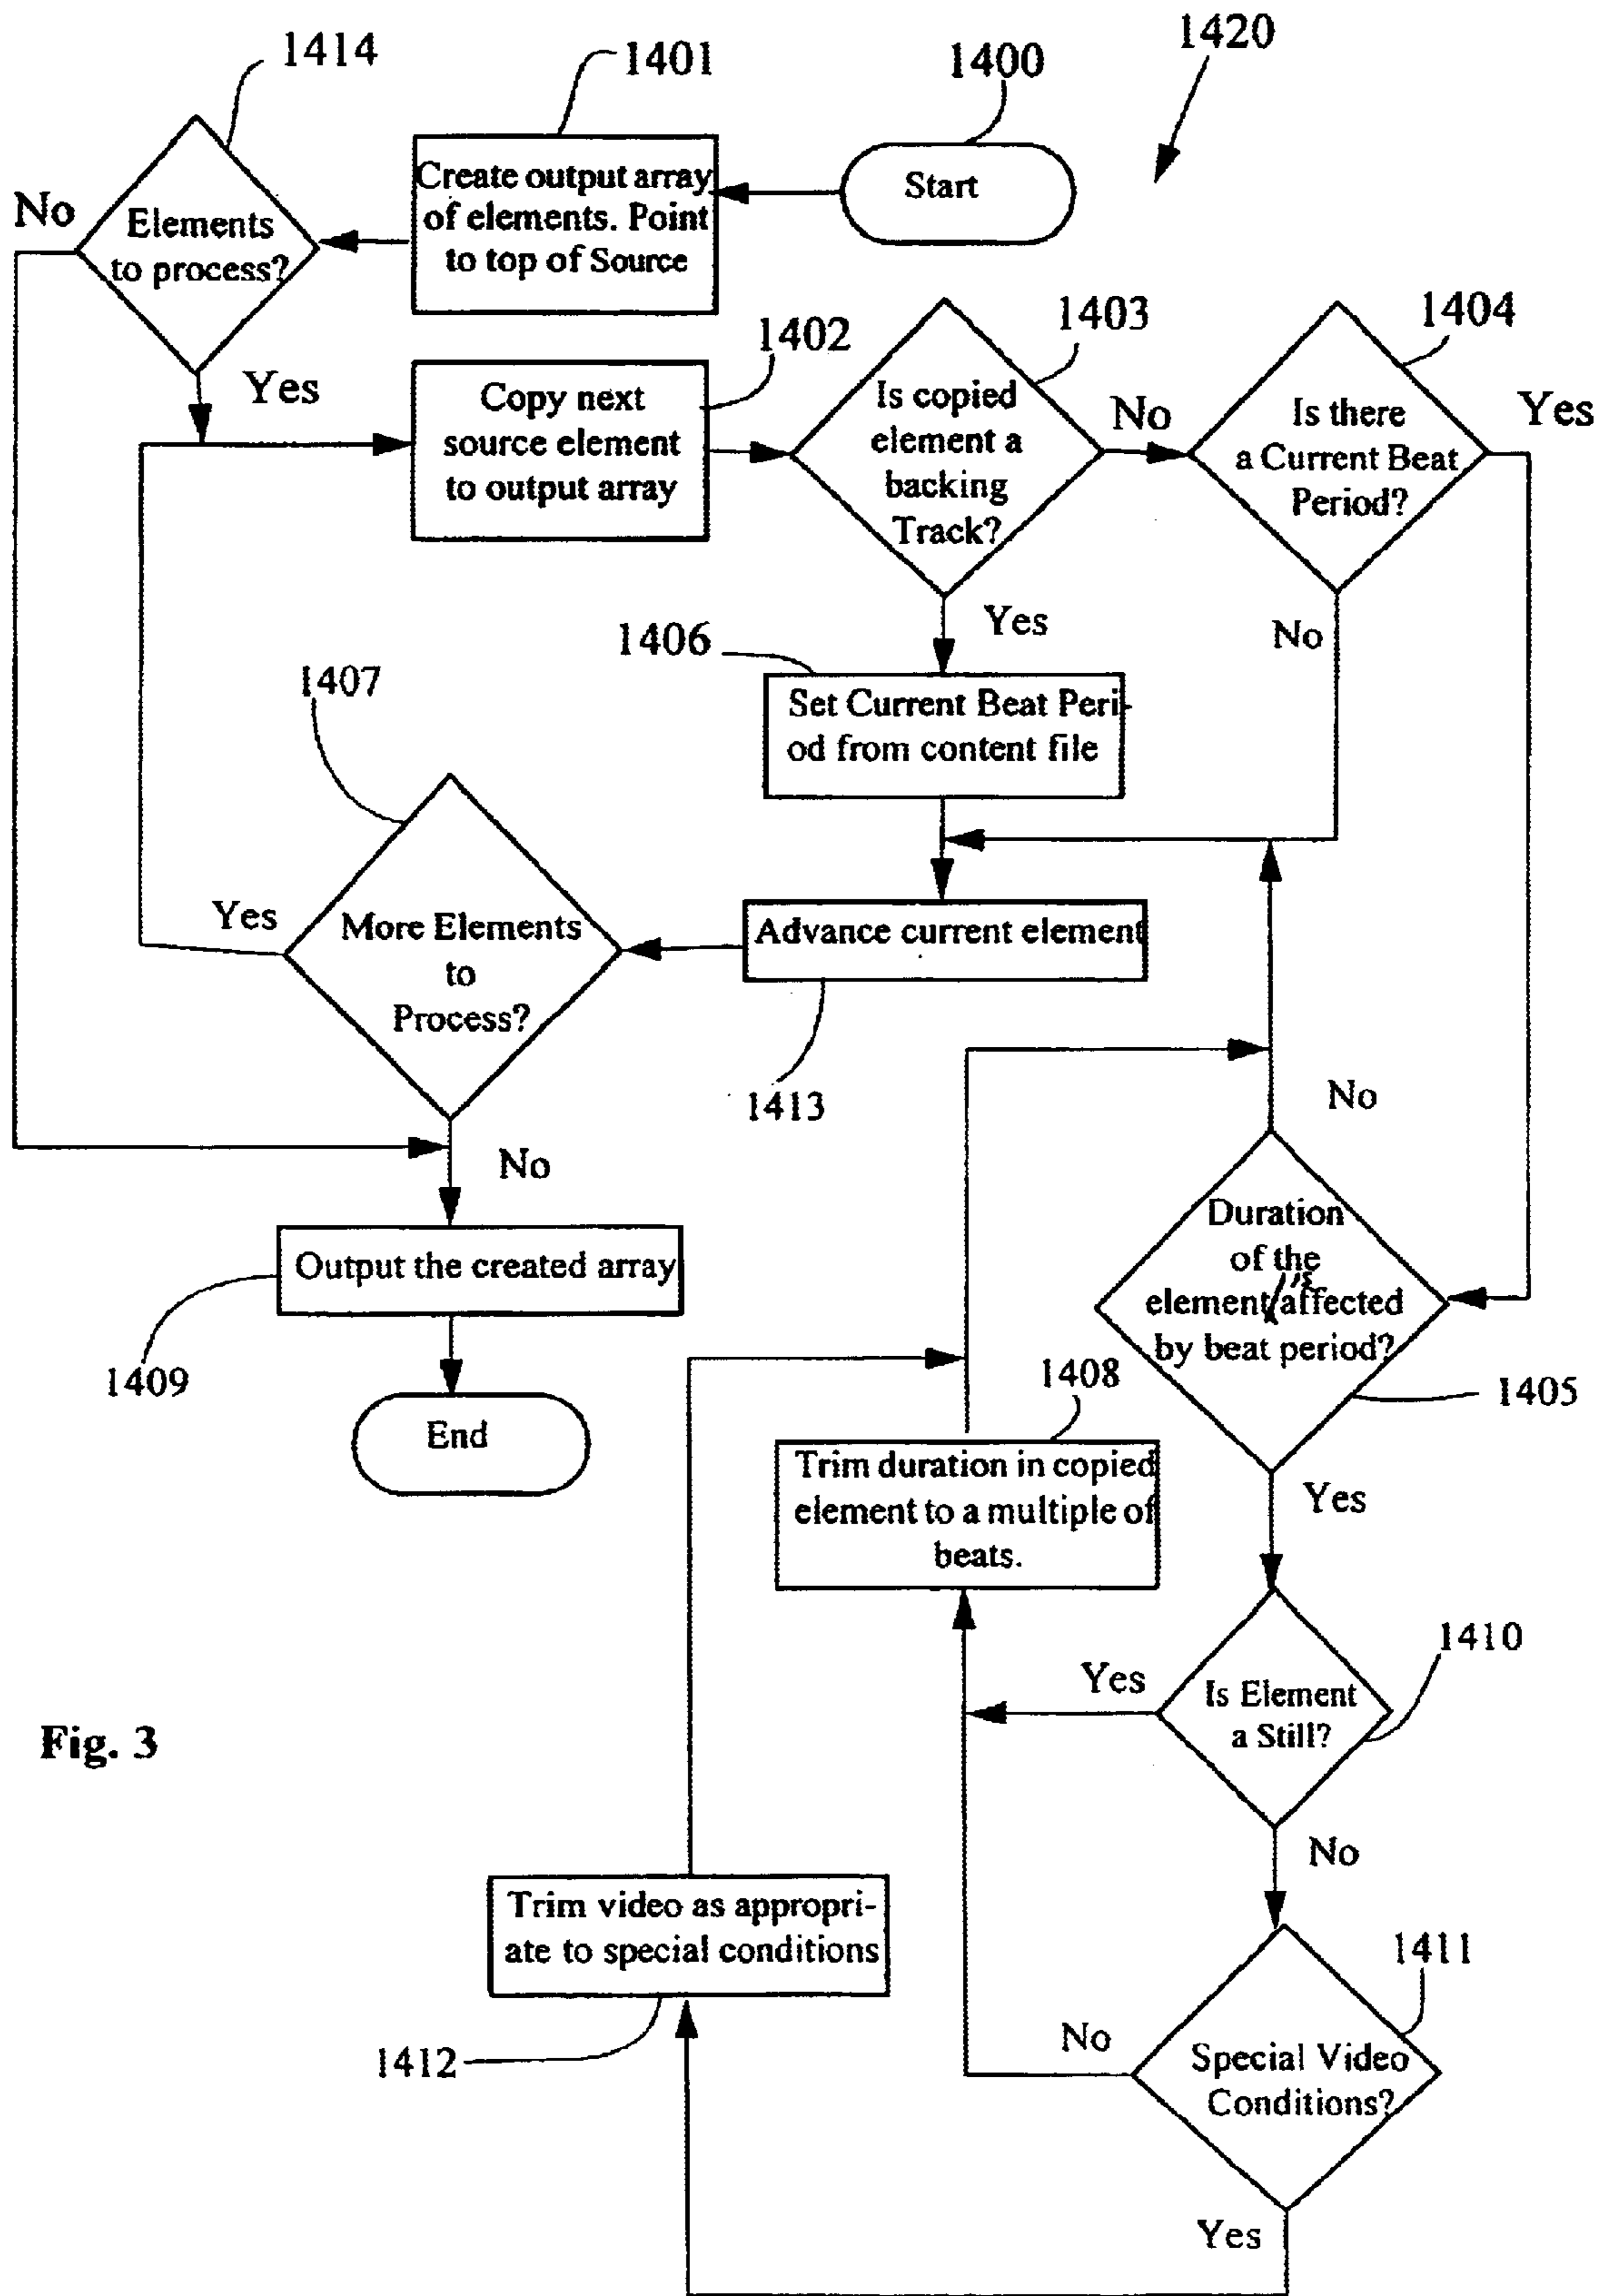 1414
1401
1400
1420
Create output array
of elements. Point
to top of Source
Start
No
Elements
to process?
1402
1403
1404
Yes
Copy next
source element
to output array
Is copied
element a
backing
Track?
No
Is there
a Current Beat
Period?
Yes
Yes
No
1406
Set Current Beat Peri-
od from content file
1407
Yes
More Elements
to
Process?
Advance current element
1413
No
No
Duration
of the
is
element affected
by beat period?
Output the created array
1409
1408
1405
End
Trim duration in copied
element to a multiple of
beats.
Yes
1410
Yes
Is Element
a Still?
Fig. 3
No
Trim video as appropri-
ate to special conditions
1411
1412
No
Special Video
Conditions?
Yes